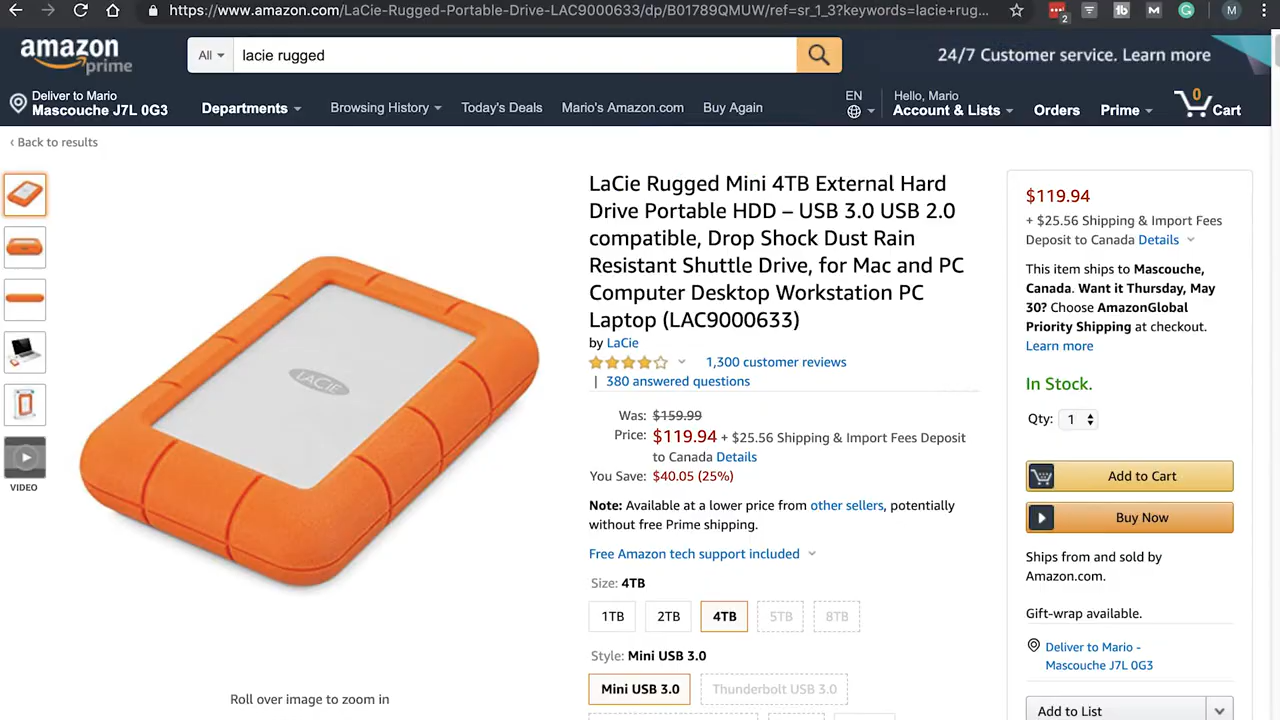 https://www.amazon.com/LaCie-Rugged-Portable-Drive-LAC9000633/dp/B01789QMUW/ref=sr_1_3?keywords=lacie+rug...
2
M
amazon
prime
All
lacie rugged
24/7 Customer service. Learn more
Deliver to Mario
Mascouche J7L 0G3
Departments
Browsing History
Today's Deals
Mario's Amazon.com
Buy Again
EN
Hello, Mario
Account & Lists
Orders
Prime
0
Cart
‹ Back to results
VIDEO
LACIE
Roll over image to zoom in
LaCie Rugged Mini 4TB External Hard
Drive Portable HDD – USB 3.0 USB 2.0
compatible, Drop Shock Dust Rain
Resistant Shuttle Drive, for Mac and PC
Computer Desktop Workstation PC
Laptop (LAC9000633)
by LaCie
1,300 customer reviews
| 380 answered questions
Was: $159.99
Price: $119.94 + $25.56 Shipping & Import Fees Deposit
to Canada Details
You Save: $40.05 (25%)
Note: Available at a lower price from other sellers, potentially
without free Prime shipping.
Free Amazon tech support included
Size: 4TB
1TB
2TB
4TB
5TB
8TB
Style: Mini USB 3.0
Mini USB 3.0
Thunderbolt USB 3.0
$119.94
+ $25.56 Shipping & Import Fees
Deposit to Canada Details
This item ships to Mascouche,
Canada. Want it Thursday, May
30? Choose AmazonGlobal
Priority Shipping at checkout.
Learn more
In Stock.
Qty: 1
Add to Cart
Buy Now
Ships from and sold by
Amazon.com.
Gift-wrap available.
Deliver to Mario -
Mascouche J7L 0G3
Add to List